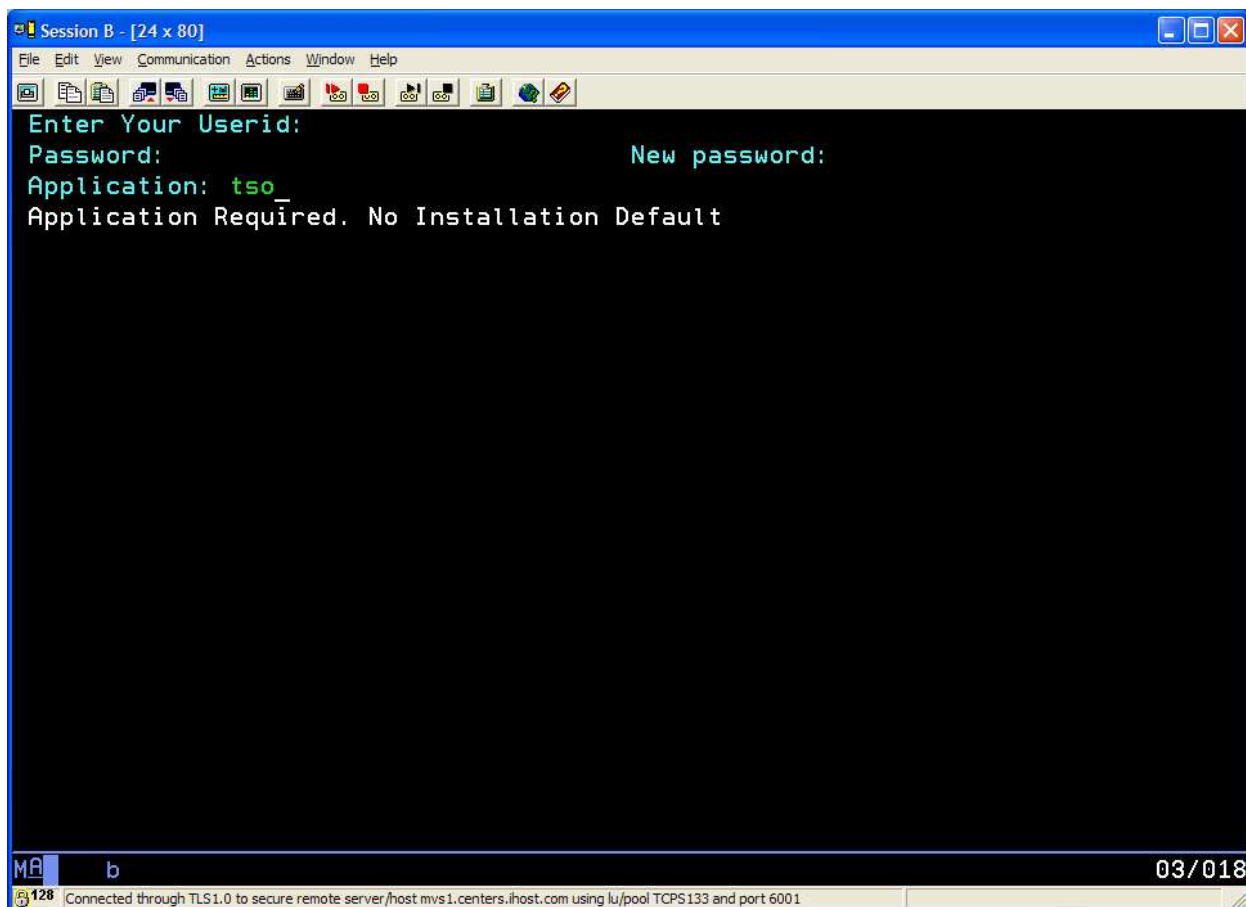 Session B - [24 x 80]
File Edit View Communication Actions Window Help
Enter Your Userid:
Password: New password:
Application: tso_
Application Required. No Installation Default
MA b 03/018
128 Connected through TLS1.0 to secure remote server/host mvs1.centers.ihost.com using lu/pool TCPS133 and port 6001